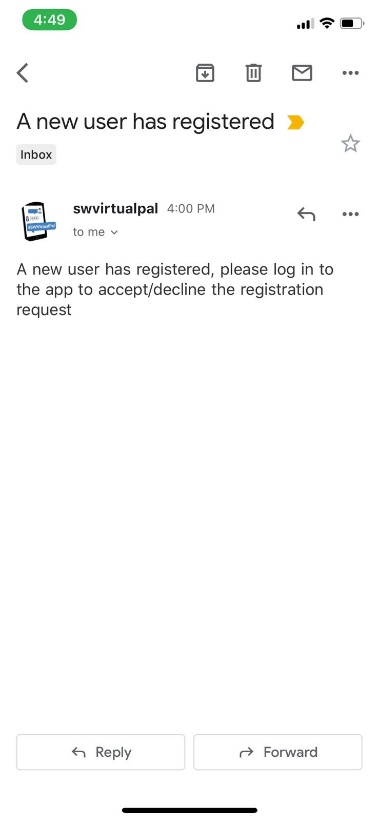 4:49
A new user has registered
Inbox
swvirtualpal 4:00 PM
to me
A new user has registered, please log in to
the app to accept/decline the registration
request
Reply
Forward